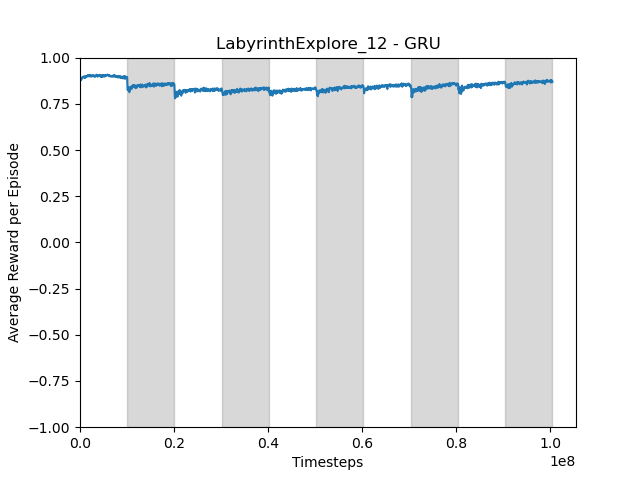 LabyrinthExplore_12 - GRU
1.00
0.75
0.50
0.25
0.00
−0.25
−0.50
−0.75
−1.00
Average Reward per Episode
0.0 0.2 0.4 0.6 0.8 1.0
1e8
Timesteps